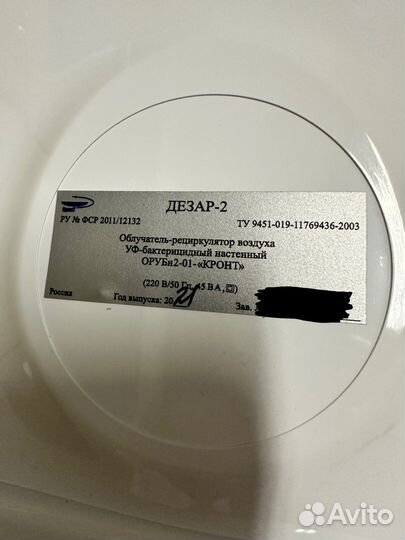 ДЕЗАР-2
РУ № ФСР 2011/12132 ТУ 9451-019-11769436-2003
Облучатель-рециркулятор воздуха
УФ-бактерицидный настенный
ОРУБн2-01-«КРОНТ»
(220 В/50 Гц, 45 ВА,
Россия Год выпуска: 2021 Зав.
Avito